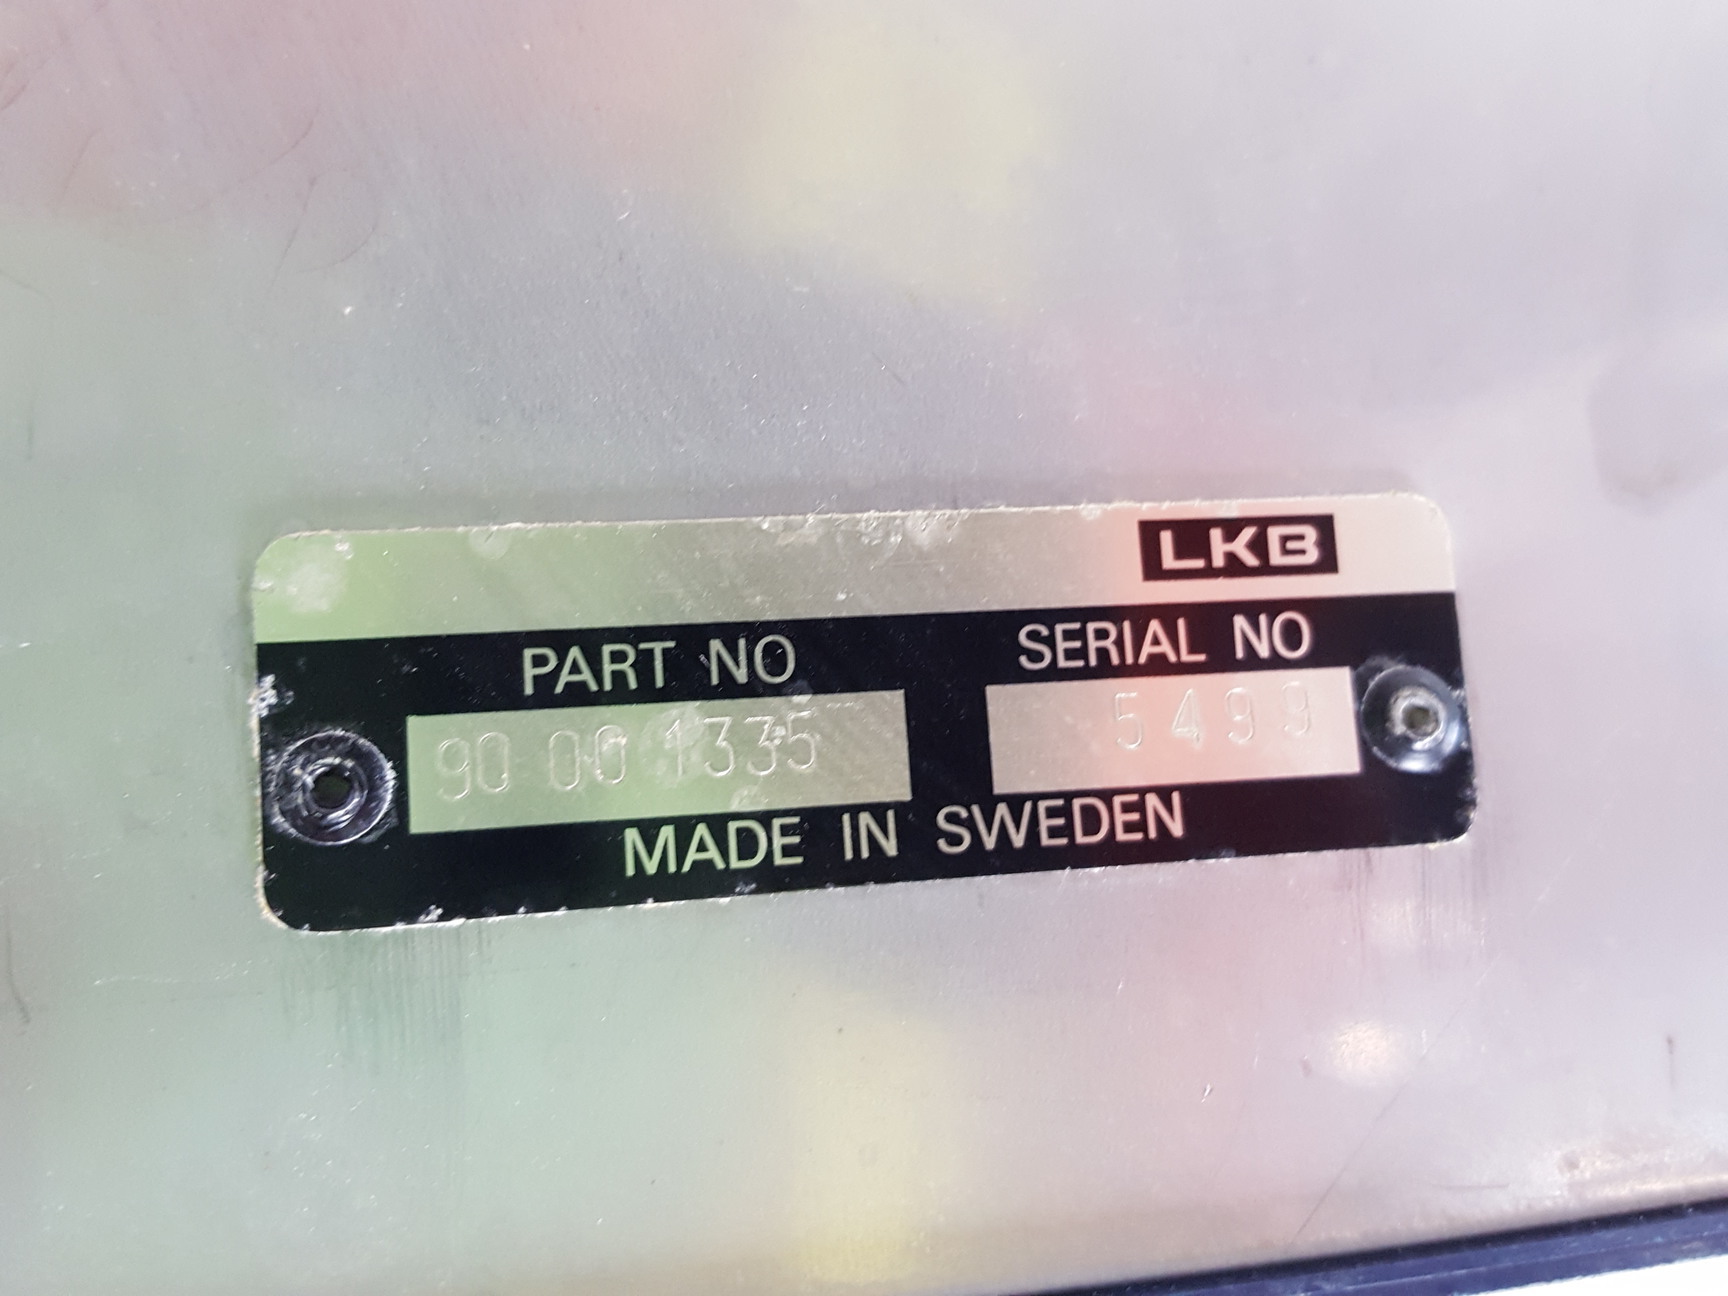 LKB
PART NO SERIAL NO
90 00 1335 5499
MADE IN SWEDEN